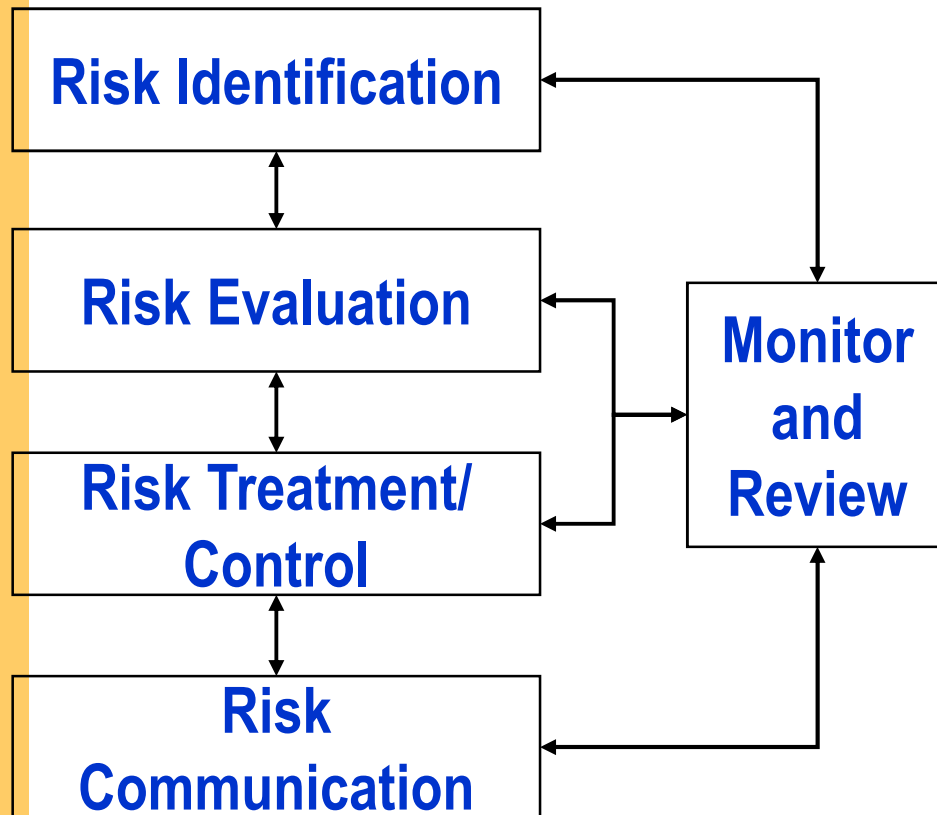 Risk Identification
Risk Evaluation
Risk Treatment/
Control
Risk
Communication
Monitor
and
Review